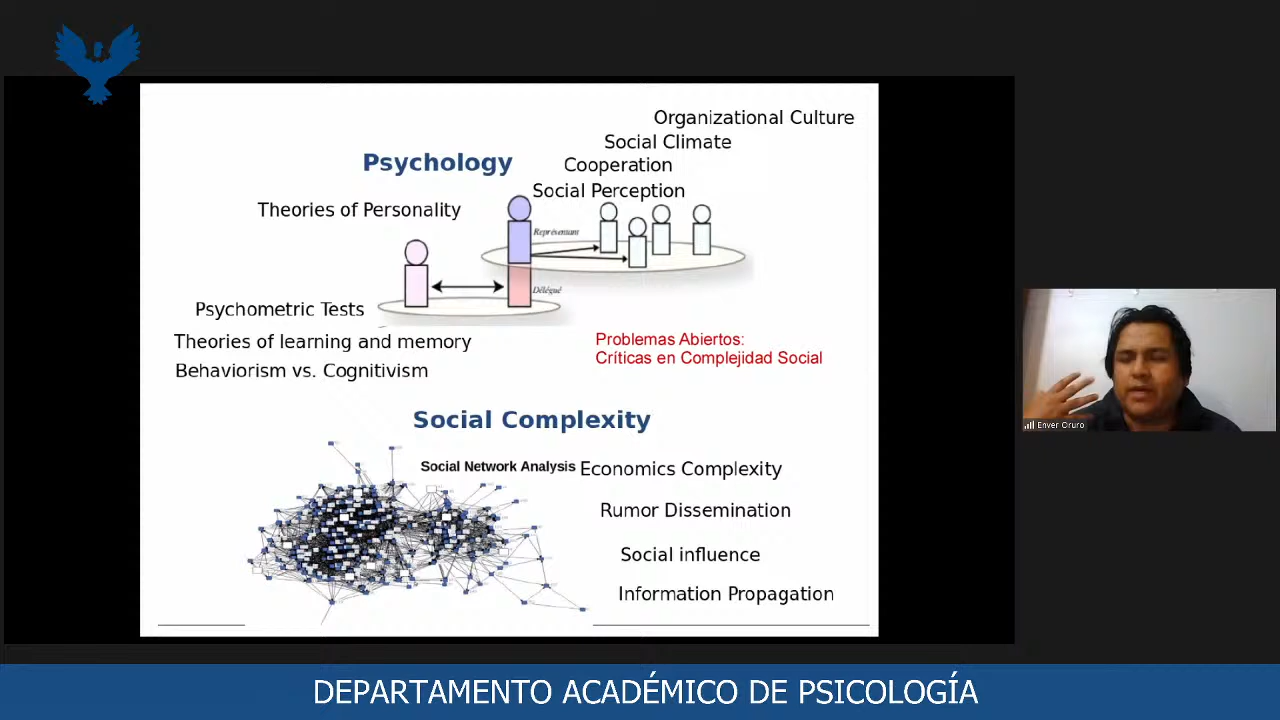 Organizational Culture
Social Climate
Psychology
Cooperation
Social Perception
Theories of Personality
Représentant
Délégué
Psychometric Tests
Theories of learning and memory
Problemas Abiertos:
Críticas en Complejidad Social
Behaviorism vs. Cognitivism
Social Complexity
Social Network Analysis
Economics Complexity
Rumor Dissemination
Social influence
Information Propagation
Enver Oruro
DEPARTAMENTO ACADÉMICO DE PSICOLOGÍA